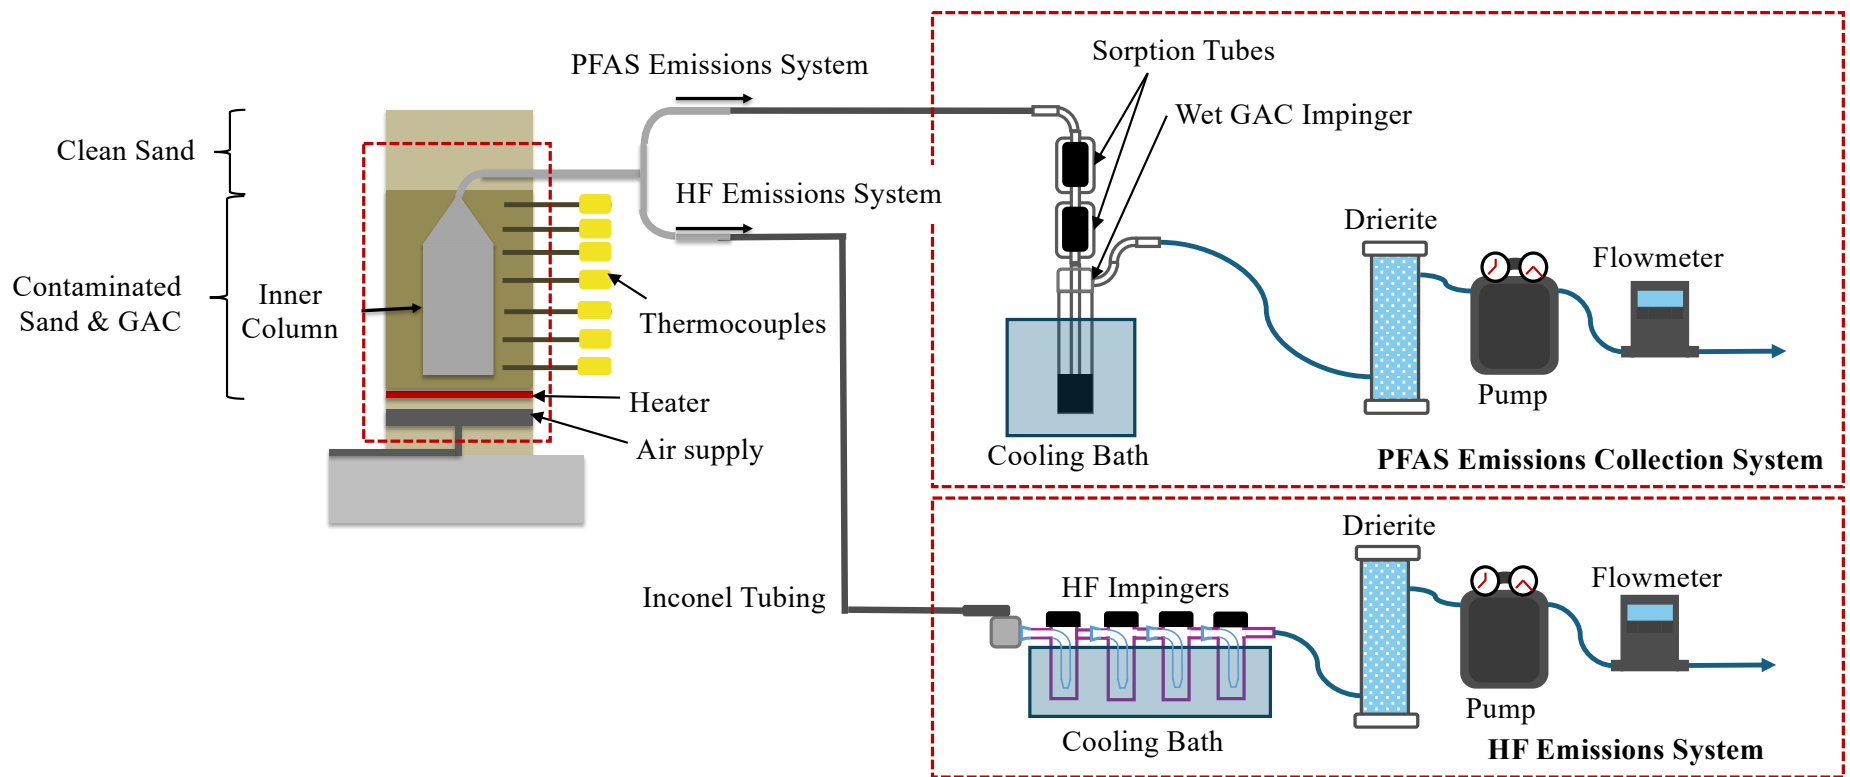 PFAS Emissions System
Sorption Tubes
Wet GAC Impinger
Clean Sand
HF Emissions System
Drierite
Flowmeter
Contaminated
Sand & GAC
Inner
Column
Thermocouples
Pump
Heater
Air supply
Cooling Bath
PFAS Emissions Collection System
Drierite
HF Impingers
Flowmeter
Inconel Tubing
Pump
Cooling Bath
HF Emissions System